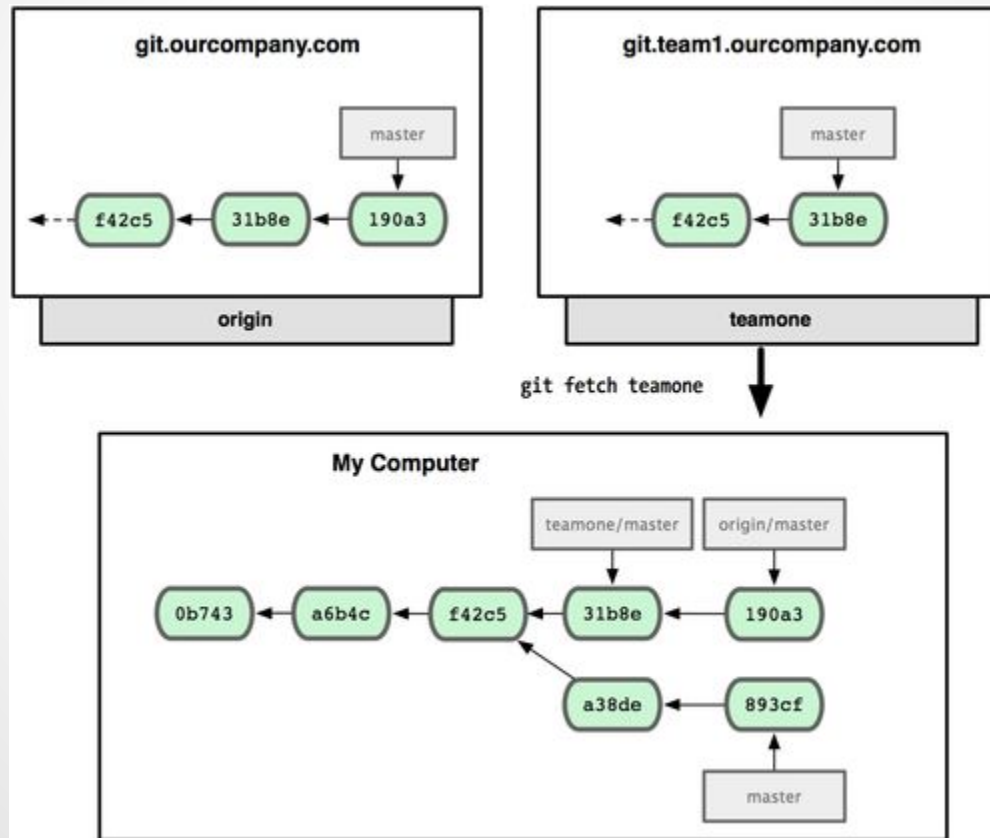 git.ourcompany.com
master
f42c5 31b8e 190a3
origin
git.team1.ourcompany.com
master
f42c5 31b8e
teamone
git fetch teamone
My Computer
teamone/master origin/master
0b743 a6b4c f42c5 31b8e 190a3
a38de 893cf
master